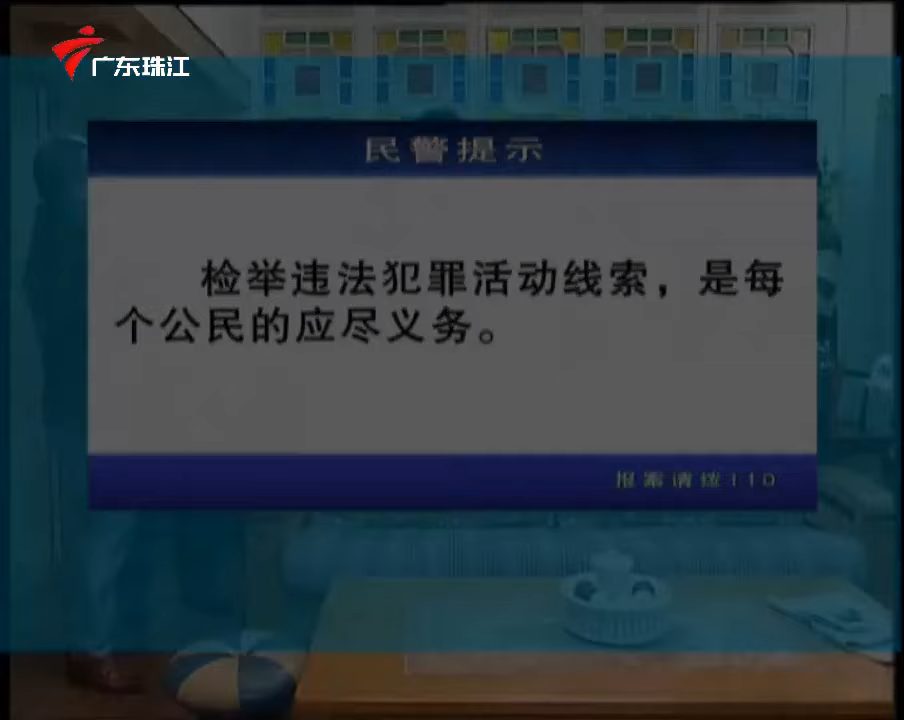 广东珠江
民警提示
检举违法犯罪活动线索，是每
个公民的应尽义务。
报案请拨110